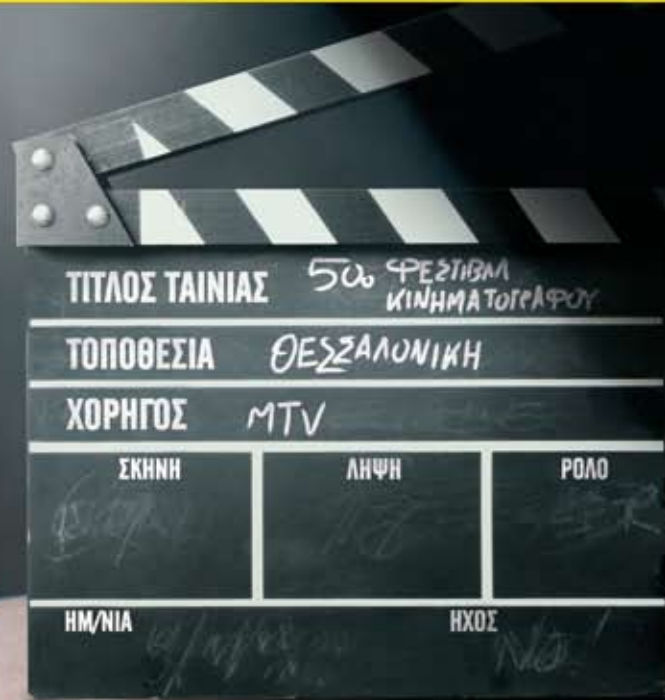 ΤΙΤΛΟΣ ΤΑΙΝΙΑΣ 50ο ΦΕΣΤΙΒΑΛ
ΚΙΝΗΜΑΤΟΓΡΑΦΟΥ
ΤΟΠΟΘΕΣΙΑ ΘΕΣΣΑΛΟΝΙΚΗ
ΧΟΡΗΓΟΣ MTV
ΣΚΗΝΗ ΛΗΨΗ ΡΟΛΟ
ΗΜ/ΝΙΑ ΗΧΟΣ